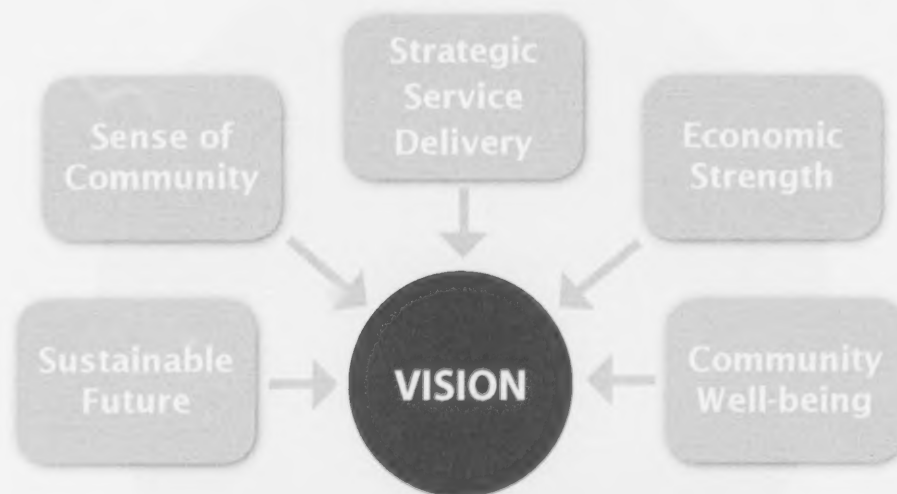 Strategic
Service
Delivery
Sense of
Community
Economic
Strength
Sustainable
Future
VISION
Community
Well-being